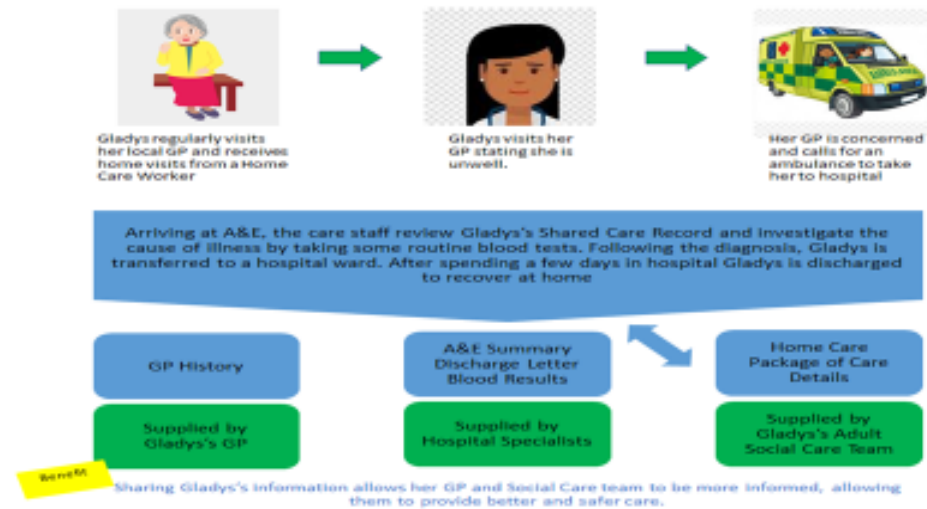 Gladys regularly visits
her local GP and receives
home visits from a Home
Care Worker
Gladys visits her
GP stating she is
unwell.
Her GP is concerned
and calls for an
ambulance to take
her to hospital
Arriving at A&E, the care staff review Gladys's Shared Care Record and investigate the
cause of illness by taking some routine blood tests. Following the diagnosis, Gladys is
transferred to a hospital ward. After spending a few days in hospital Gladys is discharged
to recover at home
GP History
A&E Summary
Discharge Letter
Blood Results
Home Care
Package of Care
Details
Supplied by
Gladys's GP
Supplied by
Hospital Specialists
Supplied by
Gladys's Adult
Social Care Team
Benefit
Sharing Gladys's information allows her GP and Social Care team to be more informed, allowing
them to provide better and safer care.